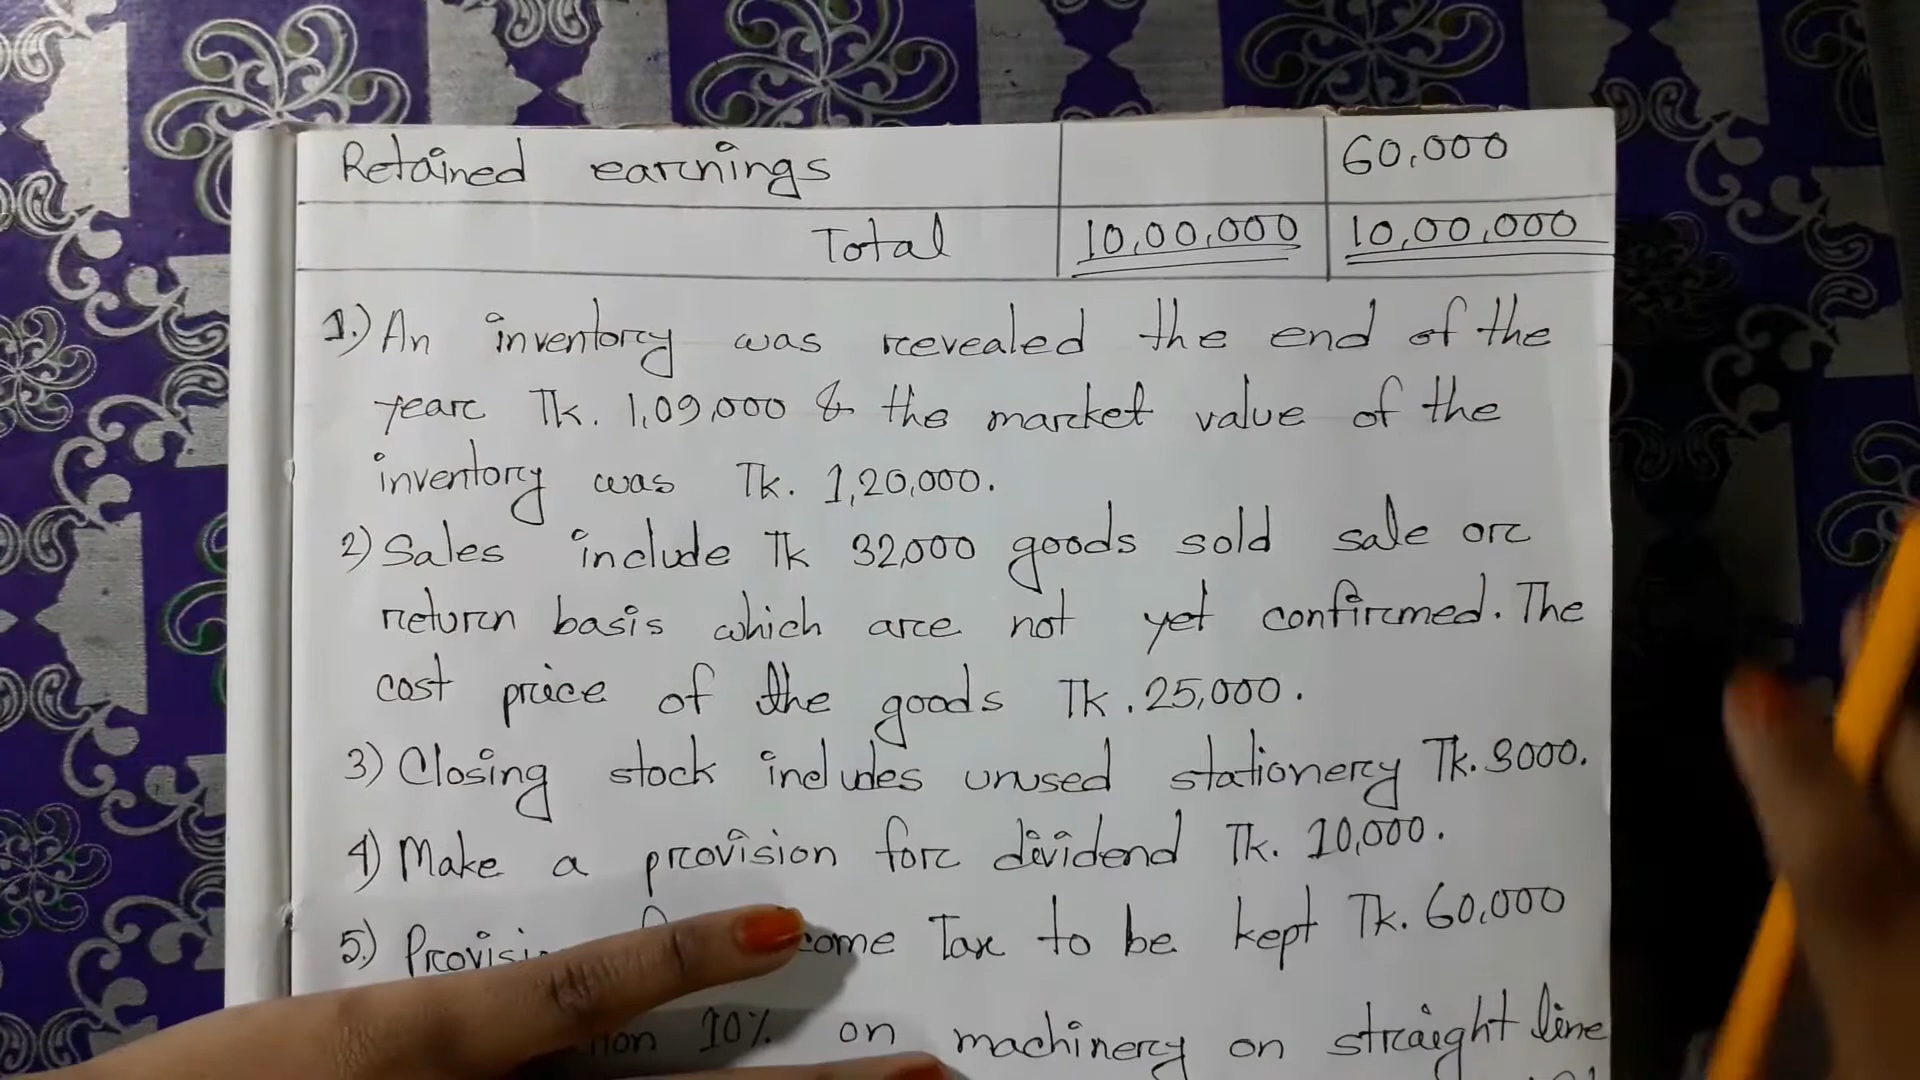 Retained earnings 60,000
Total 10,00,000 10,00,000
1.) An inventory was revealed the end of the
year Tk. 1,09,000 & the market value of the
inventory was Tk. 1,20,000.
2) Sales include Tk 32,000 goods sold sale or
return basis which are not yet confirmed. The
cost price of the goods Tk. 25,000.
3) Closing stock includes unused stationery Tk. 3000.
4) Make a provision for dividend Tk. 10,000.
5.) Tax to be kept Tk. 60,000
10% on machinery on straight line